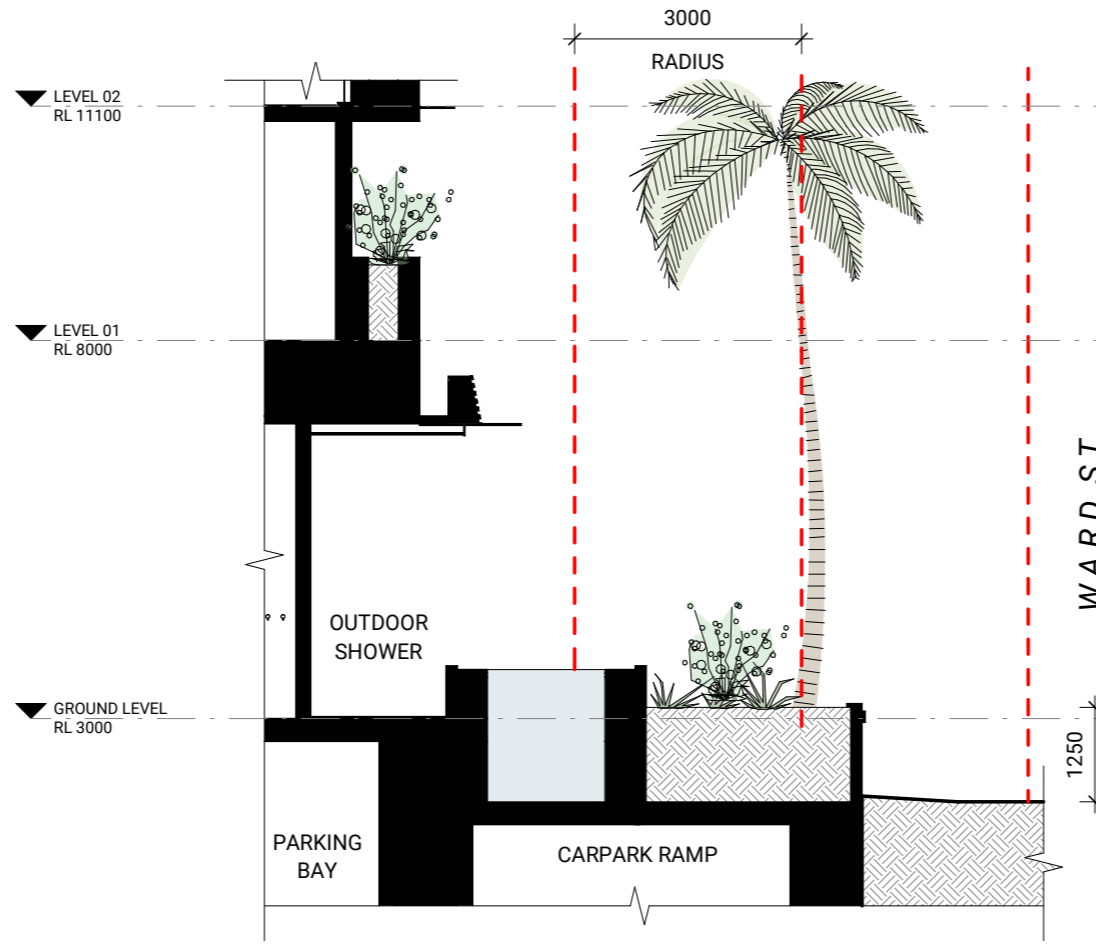 3000
RADIUS
LEVEL 02
RL 11100
LEVEL 01
RL 8000
WARD ST
OUTDOOR
SHOWER
GROUND LEVEL
RL 3000
1250
PARKING
BAY
CARPARK RAMP